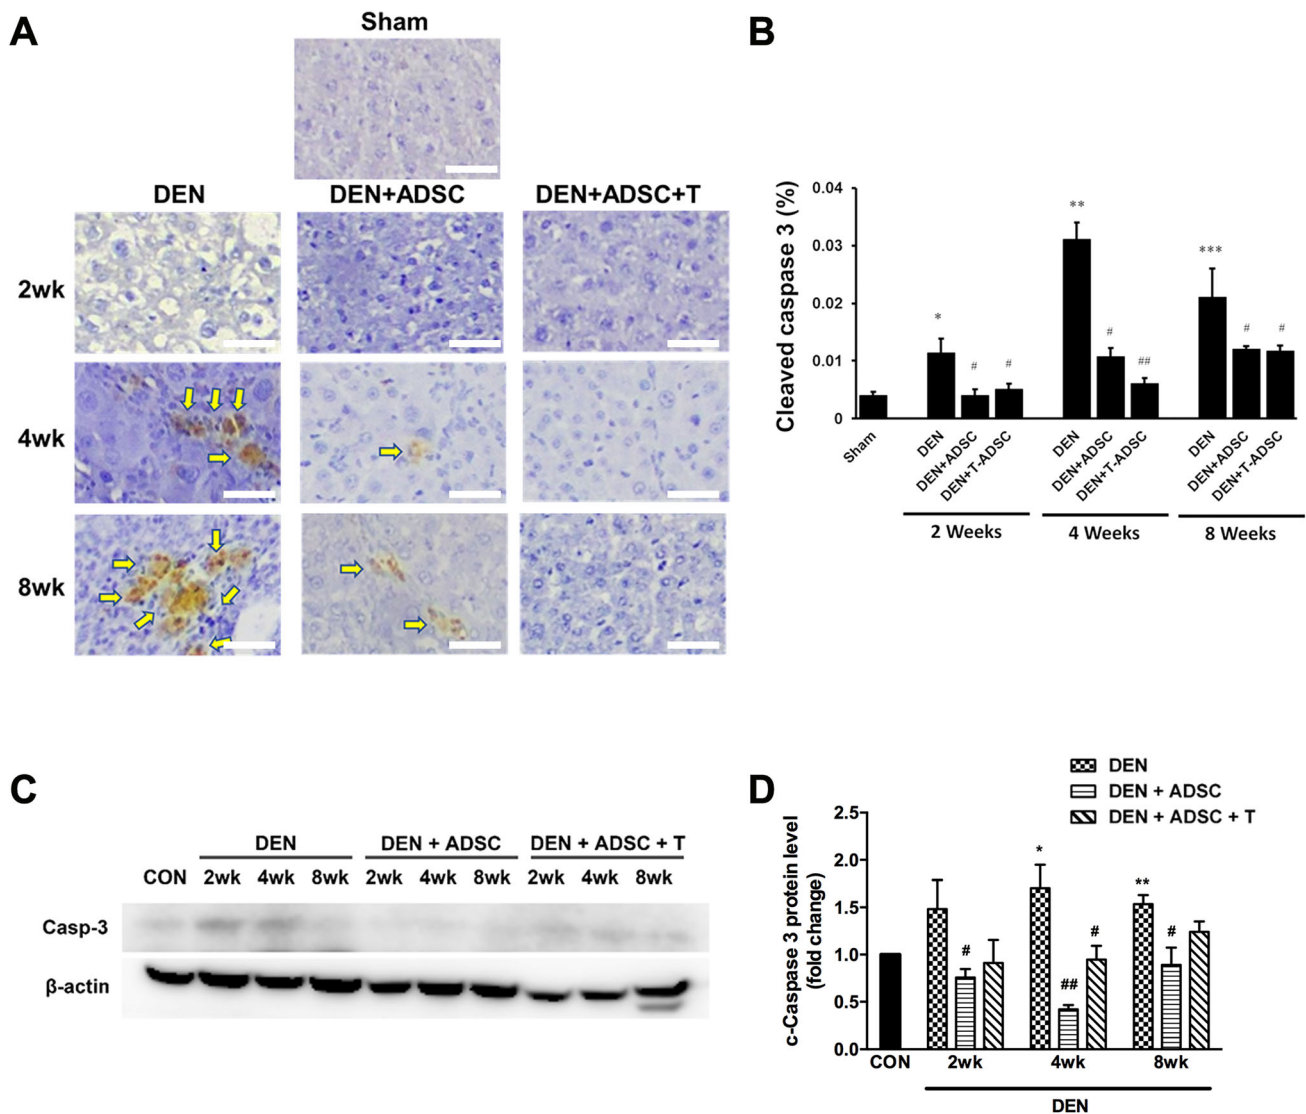 A
Sham
DEN
DEN+ADSC
DEN+ADSC+T
2wk
4wk
8wk
B
Cleaved caspase 3 (%)
0.04
0.03
0.02
0.01
0
*
#
#
**
#
##
***
#
#
Sham
DEN
DEN+ADSC
DEN+T-ADSC
DEN
DEN+ADSC
DEN+T-ADSC
DEN
DEN+ADSC
DEN+T-ADSC
2 Weeks
4 Weeks
8 Weeks
C
DEN
DEN + ADSC
DEN + ADSC + T
CON 2wk 4wk 8wk 2wk 4wk 8wk 2wk 4wk 8wk
Casp-3
β-actin
D
DEN
DEN + ADSC
DEN + ADSC + T
c-Caspase 3 protein level
(fold change)
2.5
2.0
1.5
1.0
0.5
0.0
#
*
##
#
**
#
CON 2wk 4wk 8wk
DEN